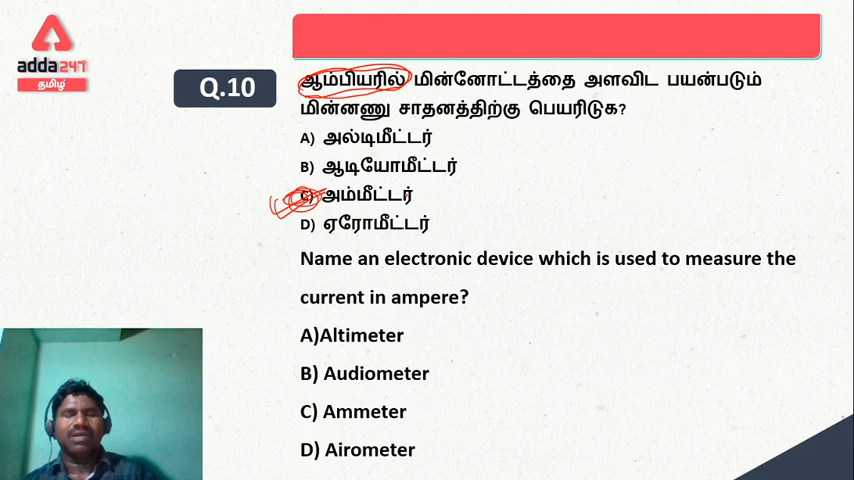 adda247
தமிழ்
Q.10
ஆம்பியரில் மின்னோட்டத்தை அளவிட பயன்படும்
மின்னணு சாதனத்திற்கு பெயரிடுக?
A) அல்டிமீட்டர்
B) ஆடியோமீட்டர்
C) அம்மீட்டர்
D) ஏரோமீட்டர்
Name an electronic device which is used to measure the
current in ampere?
A)Altimeter
B) Audiometer
C) Ammeter
D) Airometer